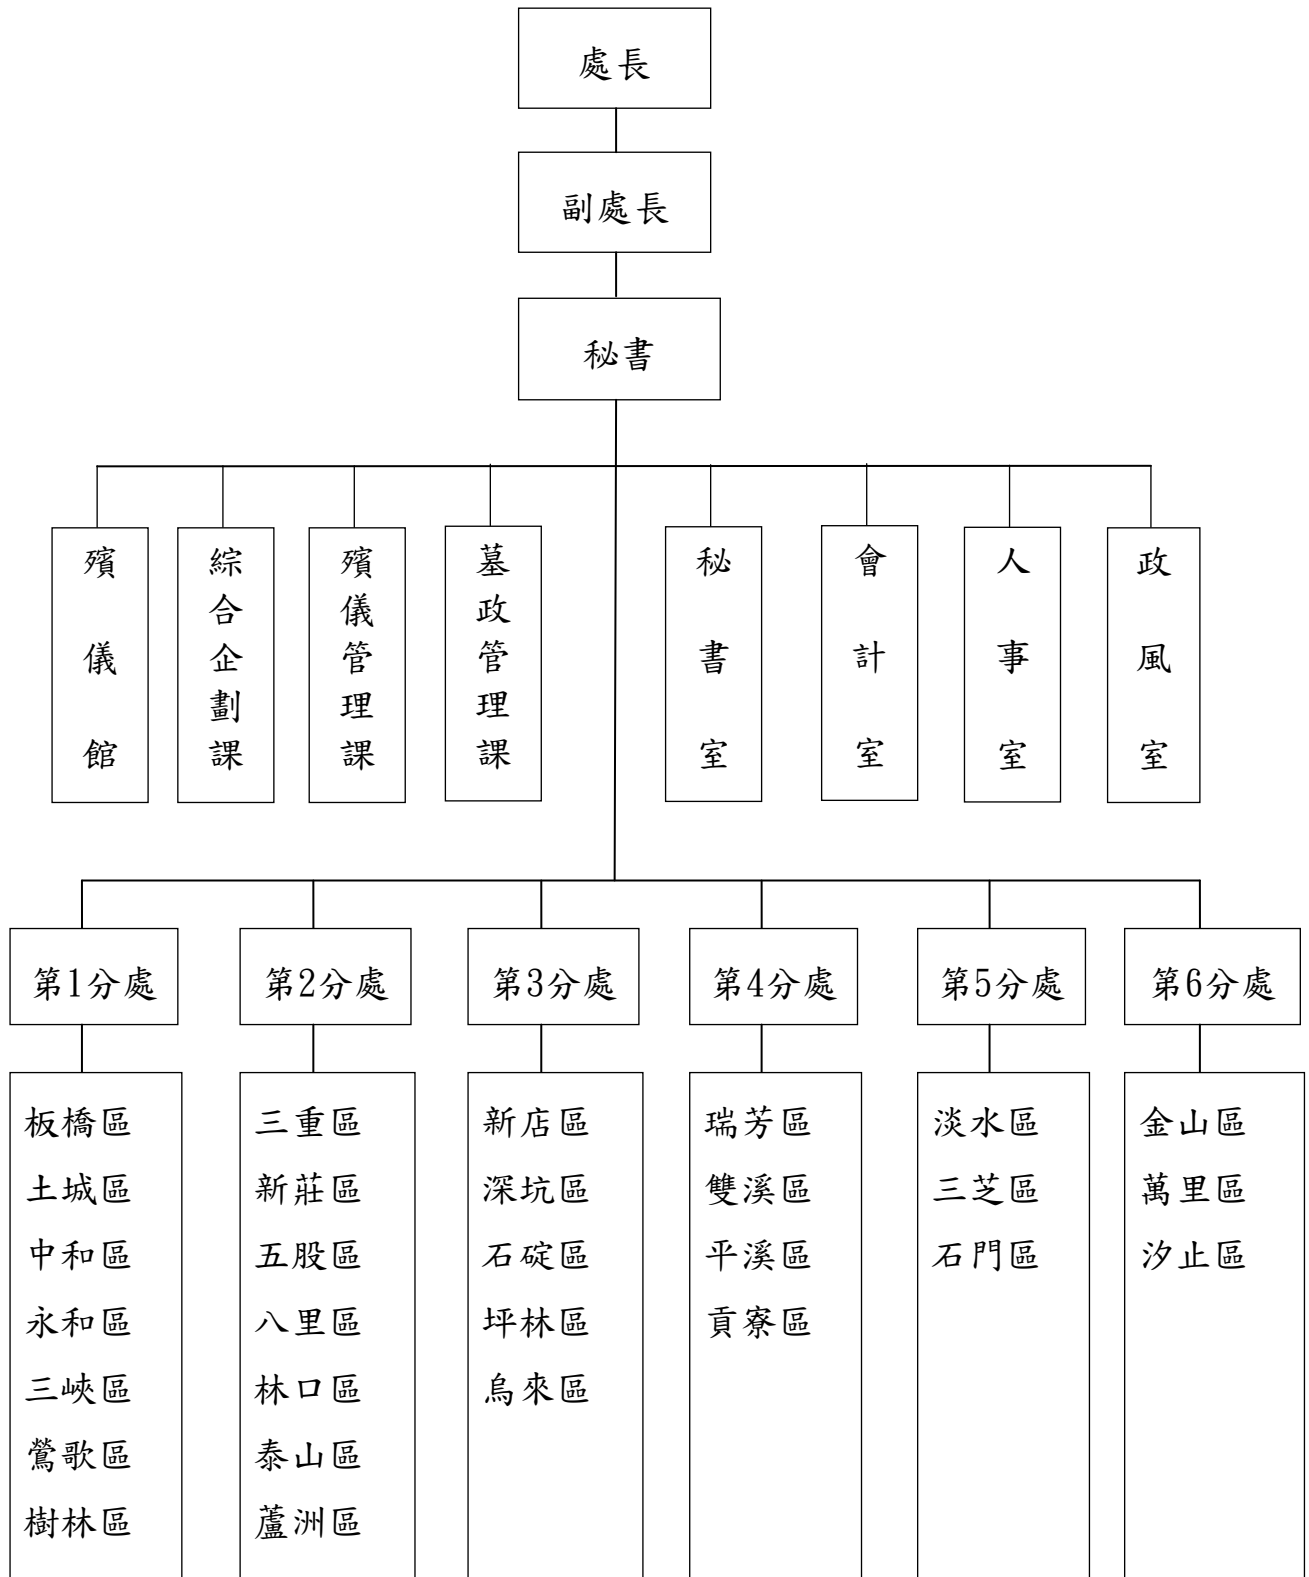 處長
副處長
秘書
殯儀館
綜合企劃課
殯儀管理課
墓政管理課
秘書室
會計室
人事室
政風室
第1分處
第2分處
第3分處
第4分處
第5分處
第6分處
板橋區
土城區
中和區
永和區
三峽區
鶯歌區
樹林區
三重區
新莊區
五股區
八里區
林口區
泰山區
蘆洲區
新店區
深坑區
石碇區
坪林區
烏來區
瑞芳區
雙溪區
平溪區
貢寮區
淡水區
三芝區
石門區
金山區
萬里區
汐止區